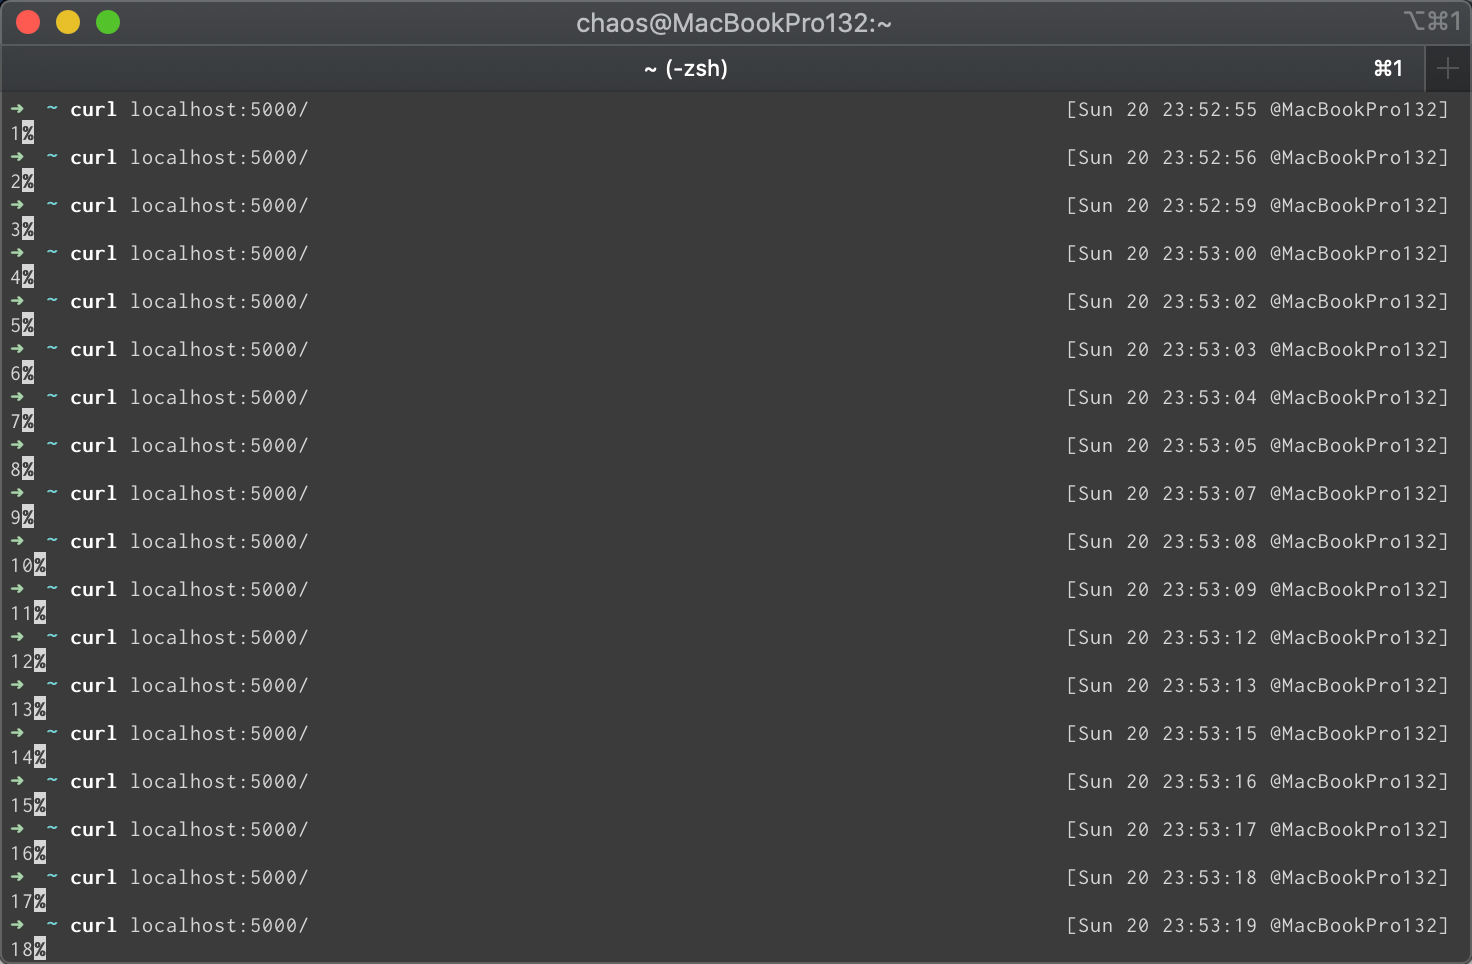 chaos@MacBookPro132:~ ⌥⌘1
~ (-zsh) ⌘1 +
➜ ~ curl localhost:5000/ [Sun 20 23:52:55 @MacBookPro132]
1%
➜ ~ curl localhost:5000/ [Sun 20 23:52:56 @MacBookPro132]
2%
➜ ~ curl localhost:5000/ [Sun 20 23:52:59 @MacBookPro132]
3%
➜ ~ curl localhost:5000/ [Sun 20 23:53:00 @MacBookPro132]
4%
➜ ~ curl localhost:5000/ [Sun 20 23:53:02 @MacBookPro132]
5%
➜ ~ curl localhost:5000/ [Sun 20 23:53:03 @MacBookPro132]
6%
➜ ~ curl localhost:5000/ [Sun 20 23:53:04 @MacBookPro132]
7%
➜ ~ curl localhost:5000/ [Sun 20 23:53:05 @MacBookPro132]
8%
➜ ~ curl localhost:5000/ [Sun 20 23:53:07 @MacBookPro132]
9%
➜ ~ curl localhost:5000/ [Sun 20 23:53:08 @MacBookPro132]
10%
➜ ~ curl localhost:5000/ [Sun 20 23:53:09 @MacBookPro132]
11%
➜ ~ curl localhost:5000/ [Sun 20 23:53:12 @MacBookPro132]
12%
➜ ~ curl localhost:5000/ [Sun 20 23:53:13 @MacBookPro132]
13%
➜ ~ curl localhost:5000/ [Sun 20 23:53:15 @MacBookPro132]
14%
➜ ~ curl localhost:5000/ [Sun 20 23:53:16 @MacBookPro132]
15%
➜ ~ curl localhost:5000/ [Sun 20 23:53:17 @MacBookPro132]
16%
➜ ~ curl localhost:5000/ [Sun 20 23:53:18 @MacBookPro132]
17%
➜ ~ curl localhost:5000/ [Sun 20 23:53:19 @MacBookPro132]
18%